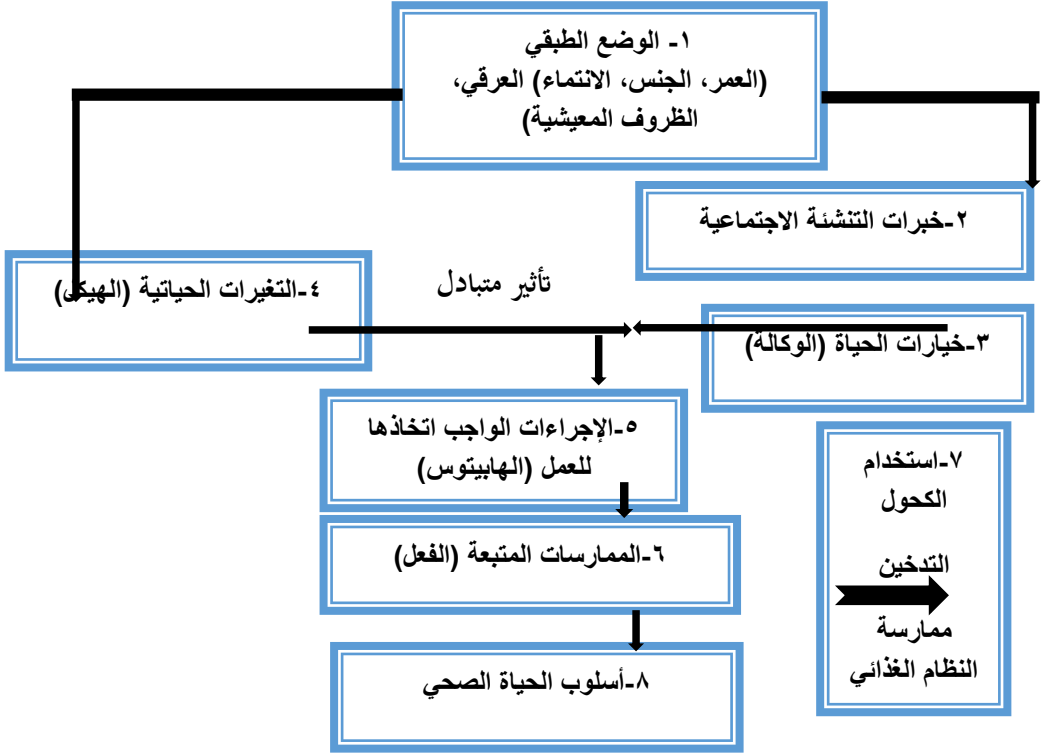 ١- الوضع الطبقي
(العمر، الجنس، الانتماء) العرقي،
الظروف المعيشية)
٢-خبرات التنشئة الاجتماعية
٤-التغيرات الحياتية (الهيكل)
تأثير متبادل
٣-خيارات الحياة (الوكالة)
٥-الإجراءات الواجب اتخاذها
للعمل (الهابيتوس)
٧-استخدام
الكحول
التدخين
ممارسة
النظام الغذائي
٦-الممارسات المتبعة (الفعل)
٨-أسلوب الحياة الصحي